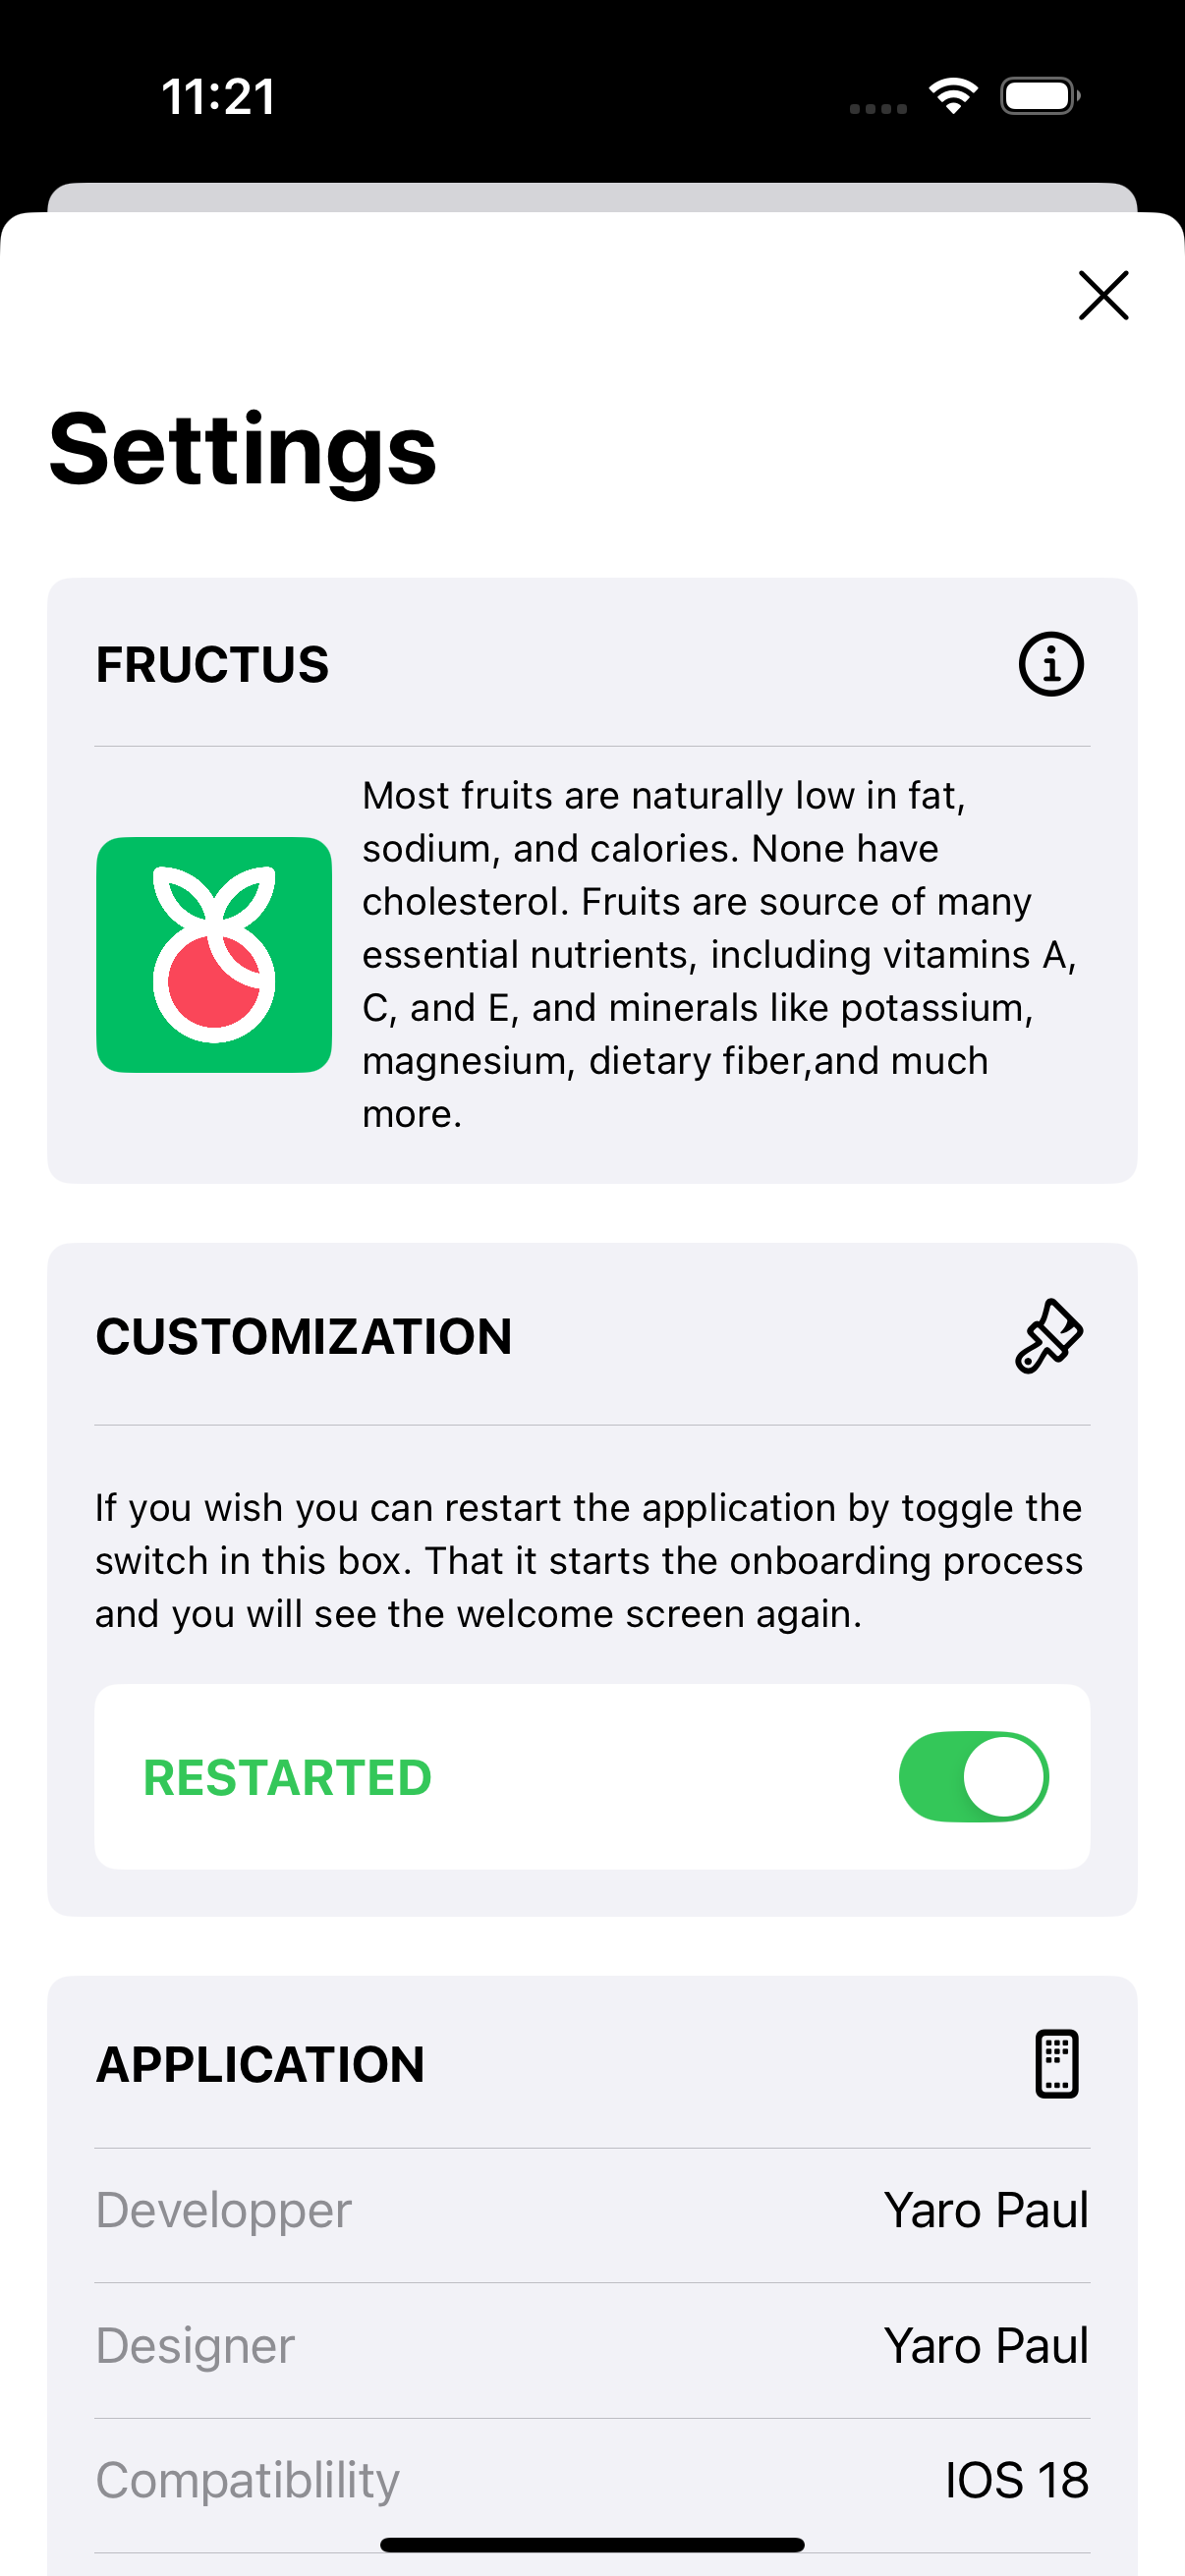 11:21
Settings
FRUCTUS
Most fruits are naturally low in fat,
sodium, and calories. None have
cholesterol. Fruits are source of many
essential nutrients, including vitamins A,
C, and E, and minerals like potassium,
magnesium, dietary fiber,and much
more.
CUSTOMIZATION
If you wish you can restart the application by toggle the
switch in this box. That it starts the onboarding process
and you will see the welcome screen again.
RESTARTED
APPLICATION
Developper Yaro Paul
Designer Yaro Paul
Compatiblility IOS 18